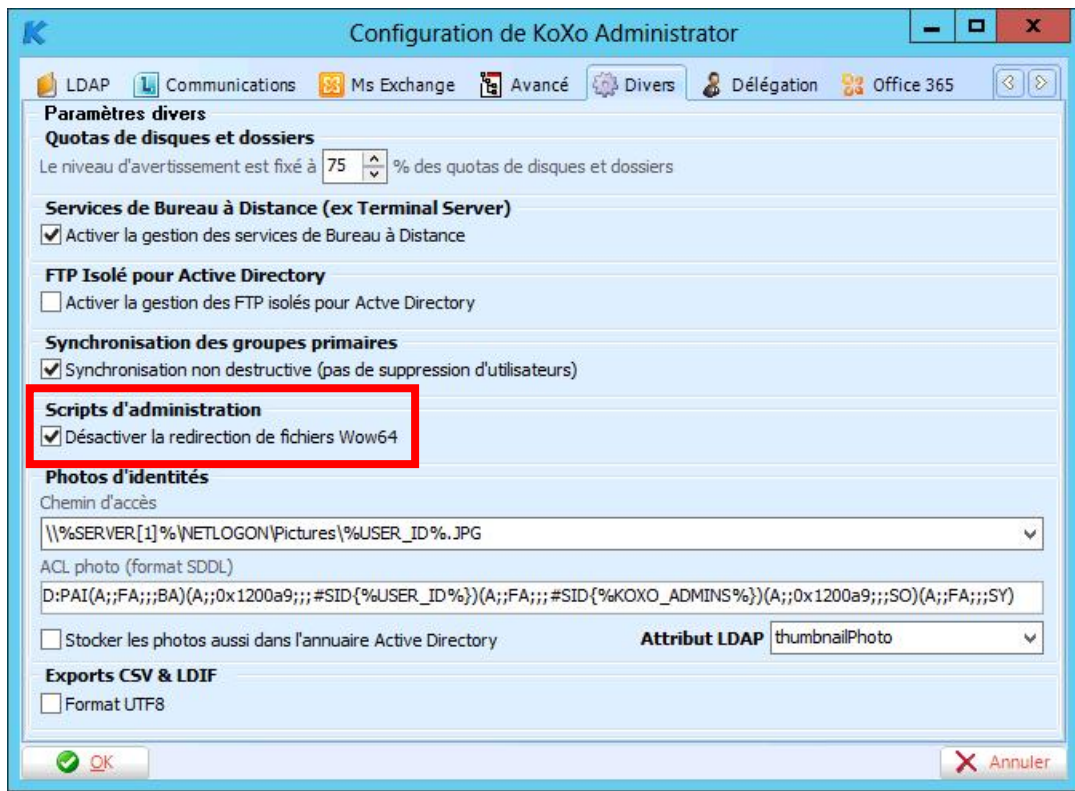 Configuration de KoXo Administrator
LDAP Communications Ms Exchange Avancé Divers Délégation Office 365
Paramètres divers
Quotas de disques et dossiers
Le niveau d'avertissement est fixé à 75 % des quotas de disques et dossiers
Services de Bureau à Distance (ex Terminal Server)
Activer la gestion des services de Bureau à Distance
FTP Isolé pour Active Directory
Activer la gestion des FTP isolés pour Actve Directory
Synchronisation des groupes primaires
Synchronisation non destructive (pas de suppression d'utilisateurs)
Scripts d'administration
Désactiver la redirection de fichiers Wow64
Photos d'identités
Chemin d'accès
\\%SERVER[1]%\NETLOGON\Pictures\%USER_ID%.JPG
ACL photo (format SDDL)
D:PAI(A;;FA;;;BA)(A;;0x1200a9;;;#SID{%USER_ID%})(A;;FA;;;#SID{%KOXO_ADMINS%})(A;;0x1200a9;;;SO)(A;;FA;;;SY)
Stocker les photos aussi dans l'annuaire Active Directory Attribut LDAP thumbnailPhoto
Exports CSV & LDIF
Format UTF8
OK Annuler